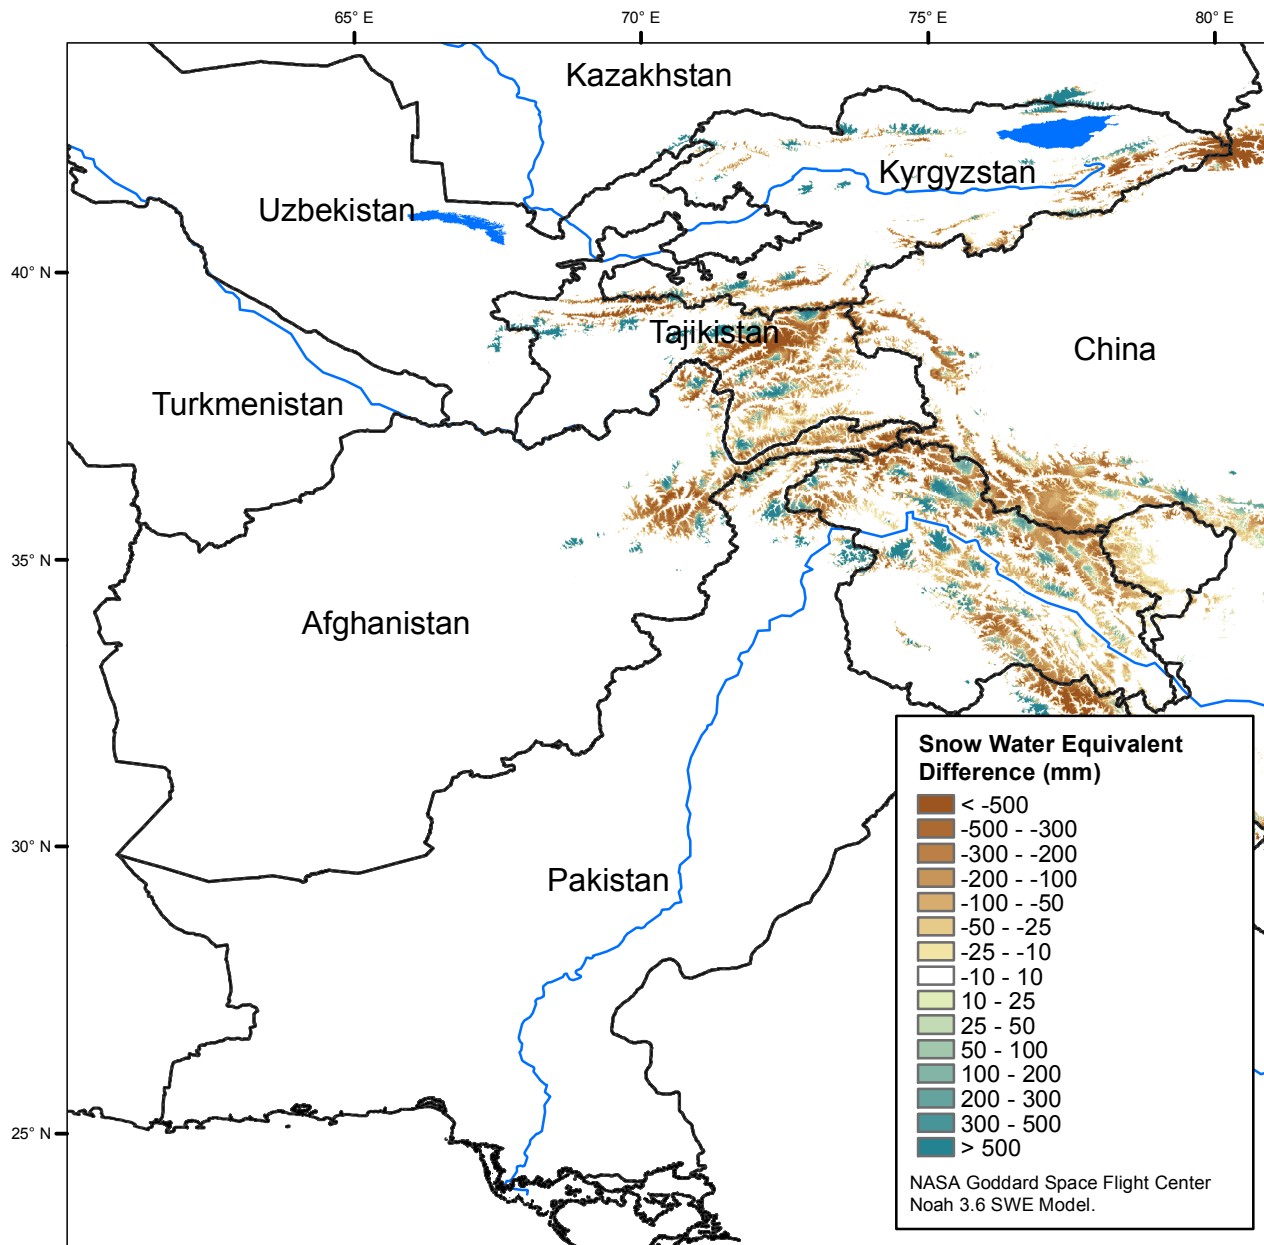 65° E
70° E
75° E
80° E
Kazakhstan
Kyrgyzstan
Uzbekistan
40° N
Tajikistan
China
Turkmenistan
35° N
Afghanistan
Snow Water Equivalent
Difference (mm)
< -500
-500 - -300
-300 - -200
-200 - -100
-100 - -50
-50 - -25
-25 - -10
-10 - 10
10 - 25
25 - 50
50 - 100
100 - 200
200 - 300
300 - 500
> 500
NASA Goddard Space Flight Center
Noah 3.6 SWE Model.
30° N
Pakistan
25° N